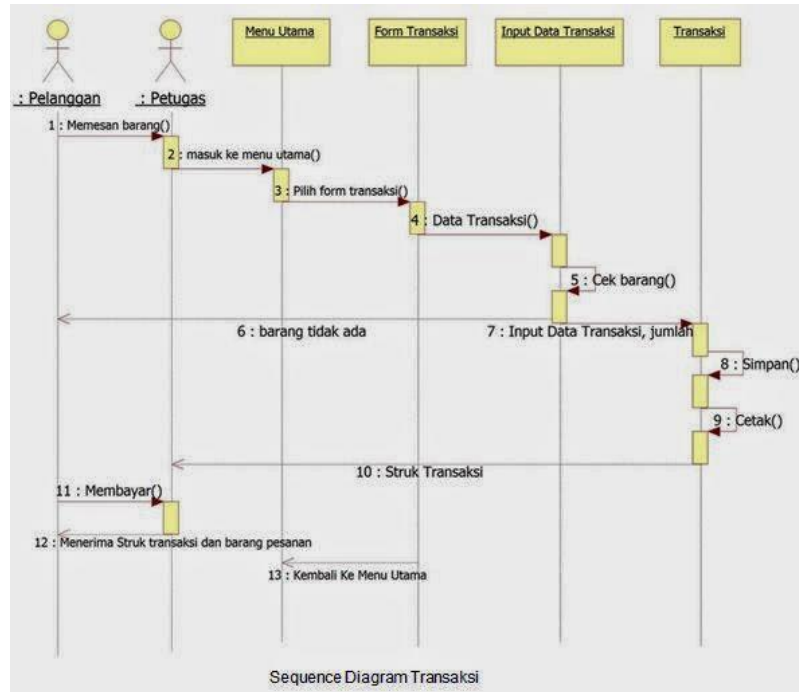 Menu Utama
Form Transaksi
Input Data Transaksi
Transaksi
: Pelanggan
: Petugas
1 : Memesan barang()
2 : masuk ke menu utama()
3 : Pilih form transaksi()
4 : Data Transaksi()
5 : Cek barang()
6 : barang tidak ada
7 : Input Data Transaksi, jumlah
8 : Simpan()
9 : Cetak()
10 : Struk Transaksi
11 : Membayar()
12 : Menerima Struk transaksi dan barang pesanan
13 : Kembali Ke Menu Utama
Sequence Diagram Transaksi